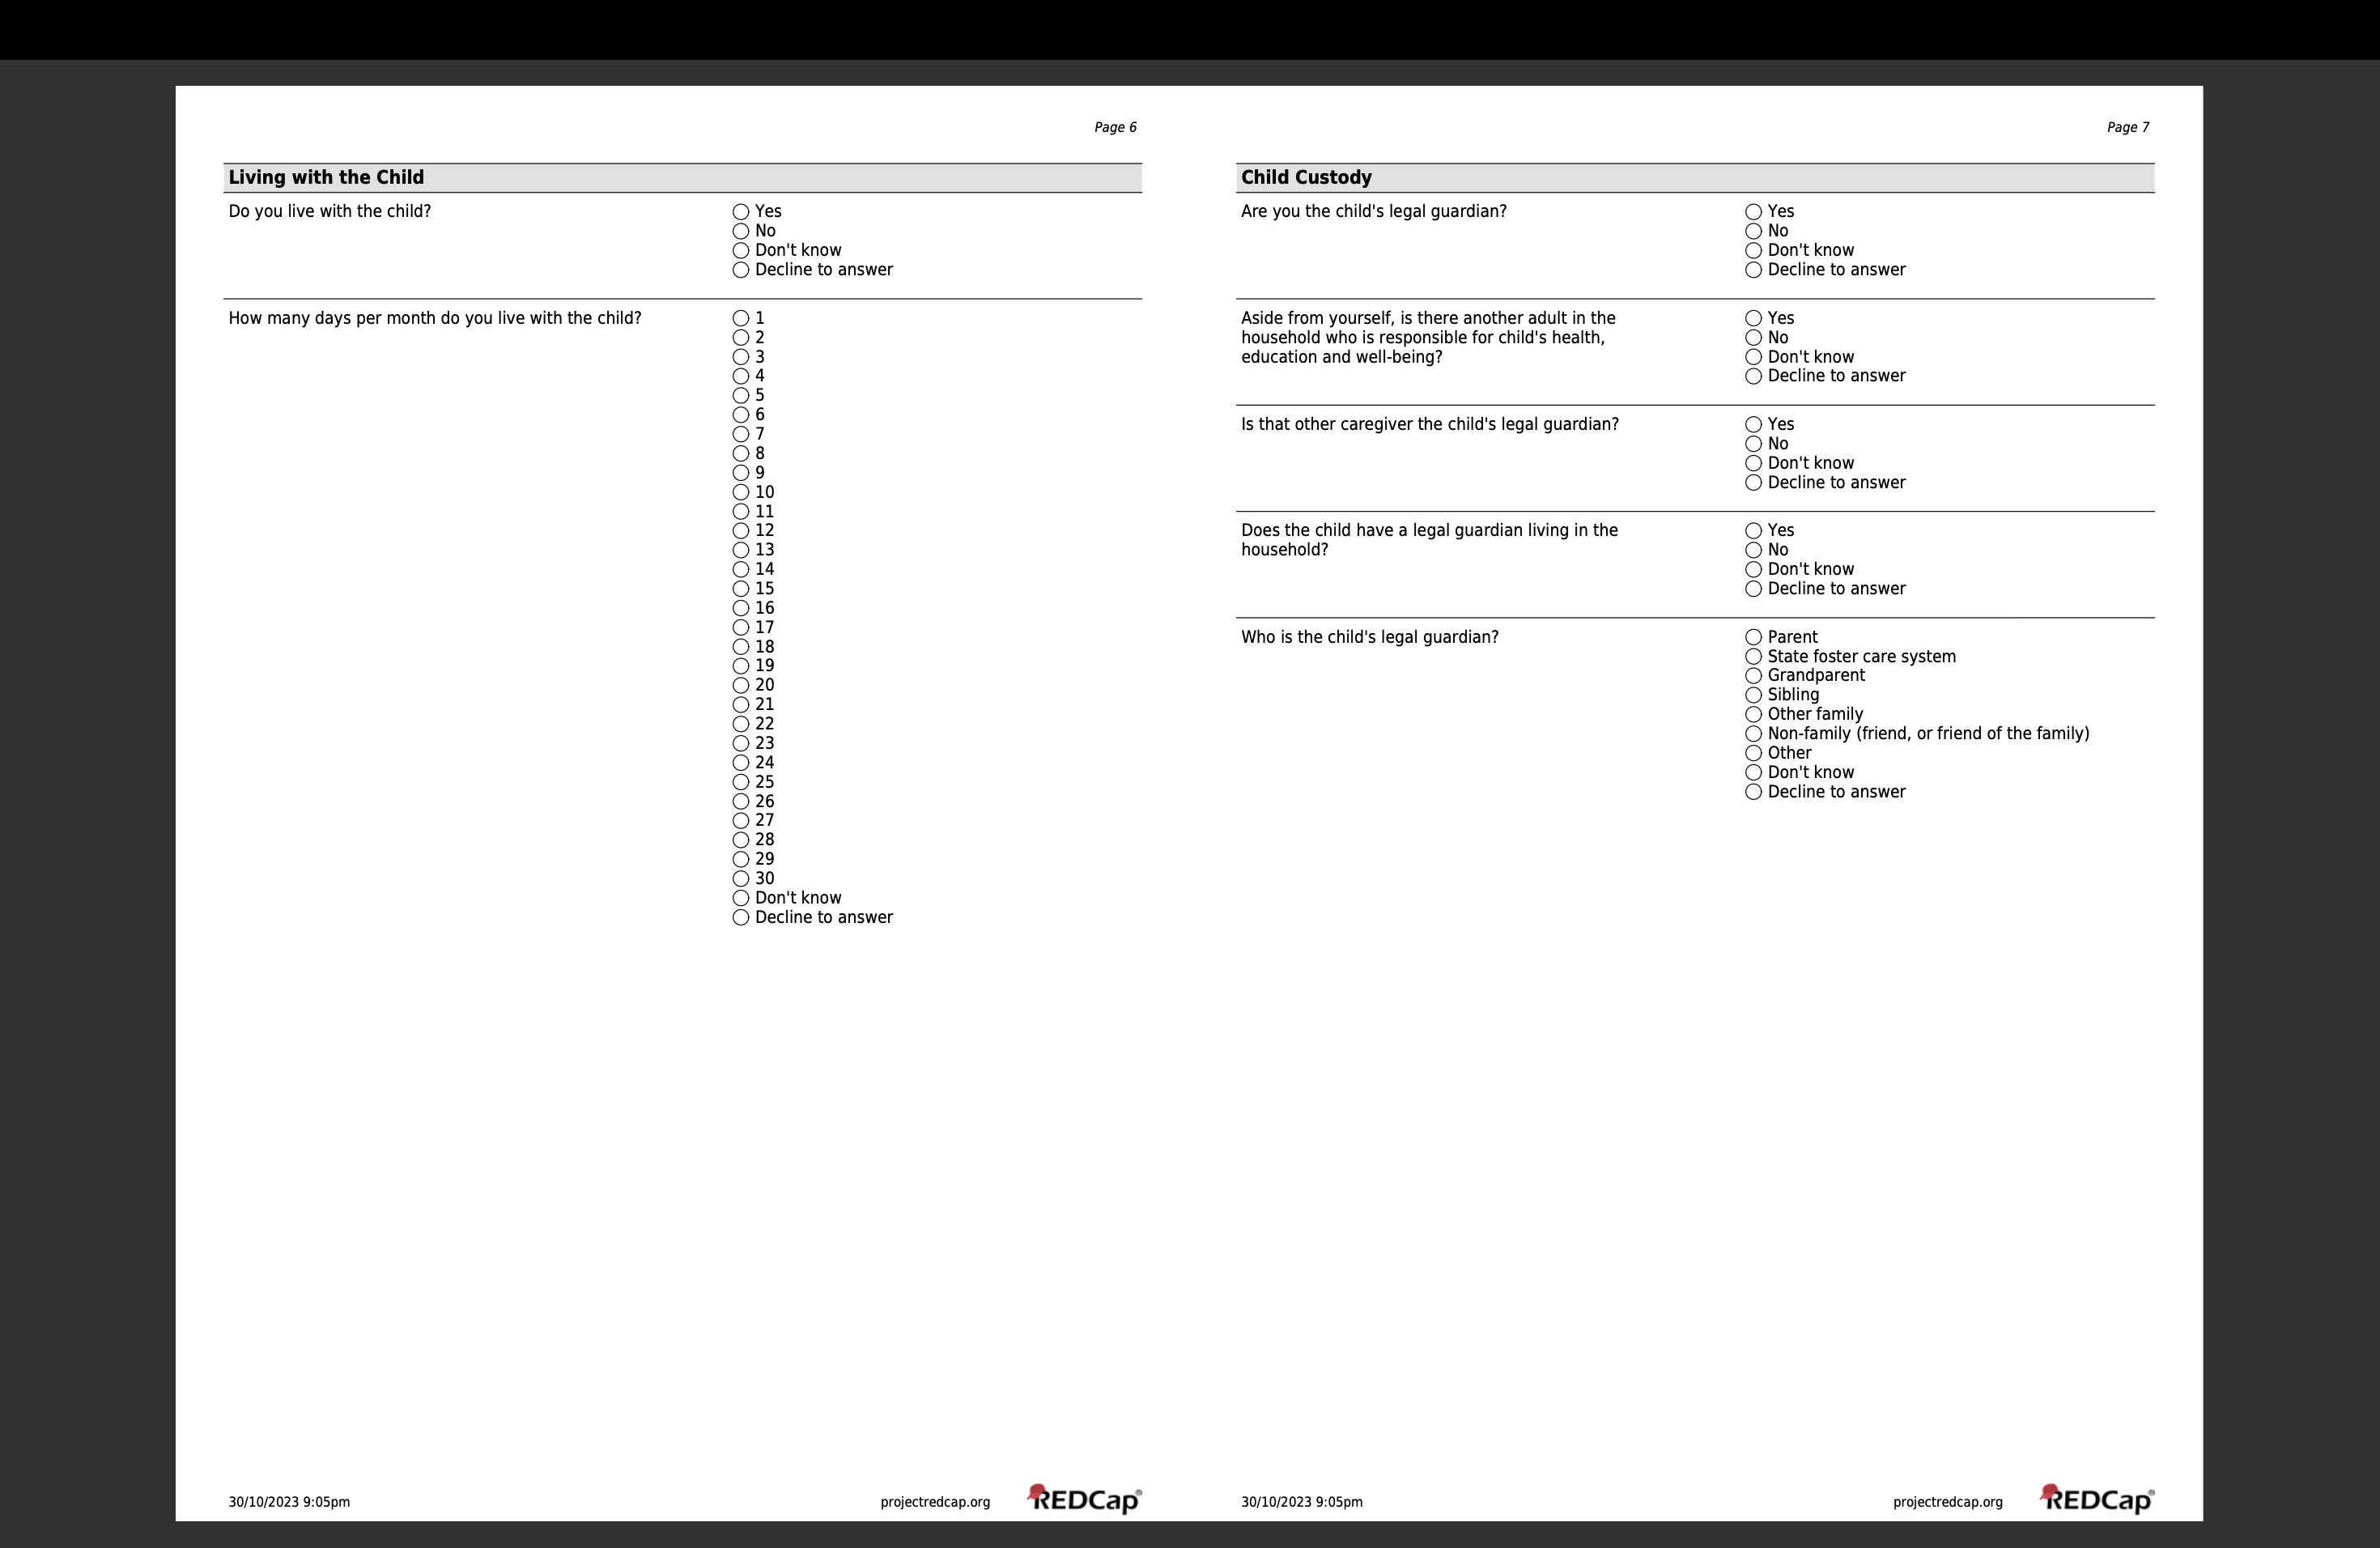 Page 6
Living with the Child
Do you live with the child?
Yes
No
Don't know
Decline to answer
How many days per month do you live with the child?
1
2
3
4
5
6
7
8
9
10
11
12
13
14
15
16
17
18
19
20
21
22
23
24
25
26
27
28
29
30
Don't know
Decline to answer
30/10/2023 9:05pm
projectredcap.org
REDCap®
Page 7
Child Custody
Are you the child's legal guardian?
Yes
No
Don't know
Decline to answer
Aside from yourself, is there another adult in the
household who is responsible for child's health,
education and well-being?
Yes
No
Don't know
Decline to answer
Is that other caregiver the child's legal guardian?
Yes
No
Don't know
Decline to answer
Does the child have a legal guardian living in the
household?
Yes
No
Don't know
Decline to answer
Who is the child's legal guardian?
Parent
State foster care system
Grandparent
Sibling
Other family
Non-family (friend, or friend of the family)
Other
Don't know
Decline to answer
30/10/2023 9:05pm
projectredcap.org
REDCap®